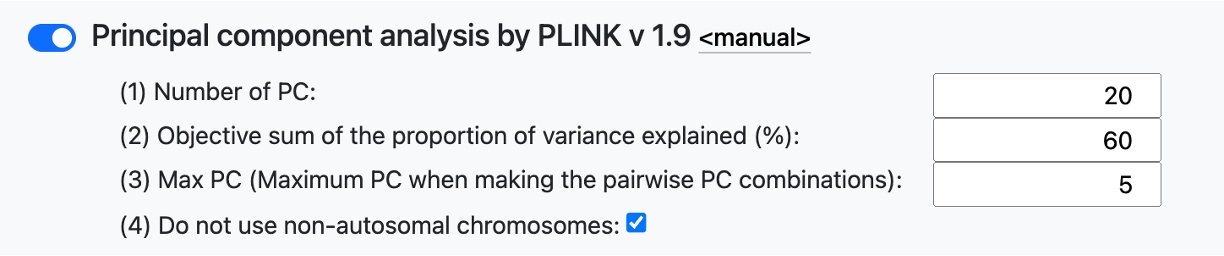 Principal component analysis by PLINK v 1.9 <manual>
(1) Number of PC: 20
(2) Objective sum of the proportion of variance explained (%): 60
(3) Max PC (Maximum PC when making the pairwise PC combinations): 5
(4) Do not use non-autosomal chromosomes: